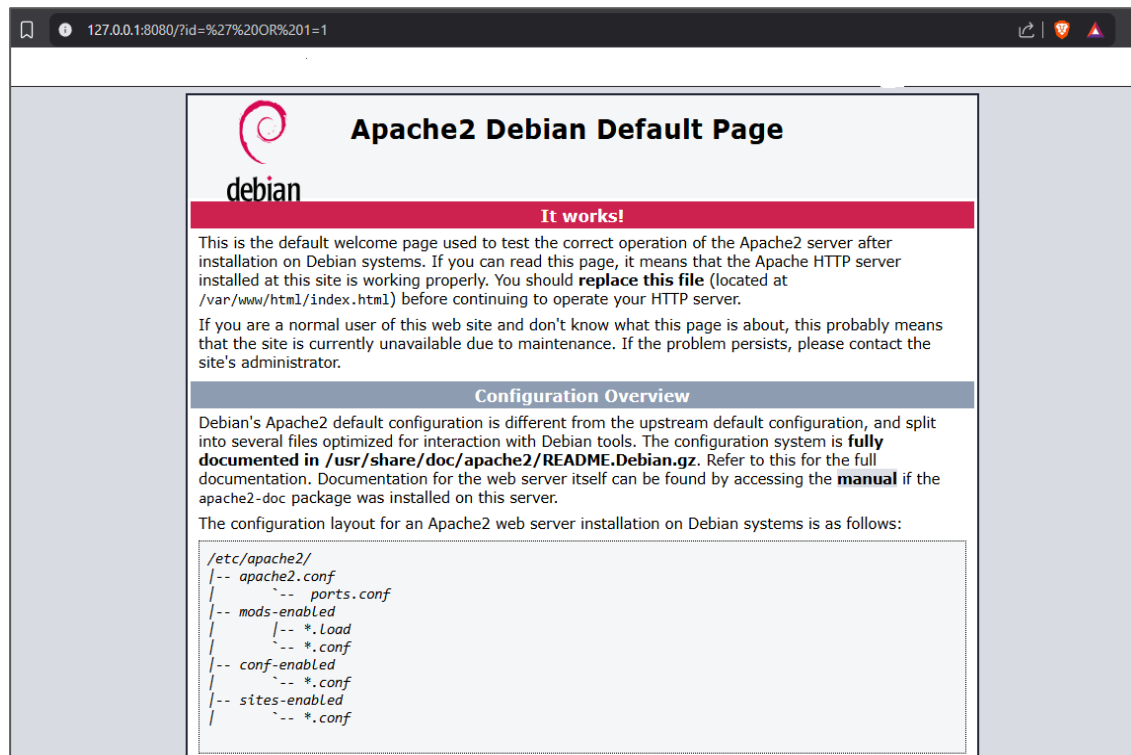 127.0.0.1:8080/?id=%27%20OR%201=1
Apache2 Debian Default Page
debian
It works!
This is the default welcome page used to test the correct operation of the Apache2 server after
installation on Debian systems. If you can read this page, it means that the Apache HTTP server
installed at this site is working properly. You should replace this file (located at
/var/www/html/index.html) before continuing to operate your HTTP server.
If you are a normal user of this web site and don't know what this page is about, this probably means
that the site is currently unavailable due to maintenance. If the problem persists, please contact the
site's administrator.
Configuration Overview
Debian's Apache2 default configuration is different from the upstream default configuration, and split
into several files optimized for interaction with Debian tools. The configuration system is fully
documented in /usr/share/doc/apache2/README.Debian.gz. Refer to this for the full
documentation. Documentation for the web server itself can be found by accessing the manual if the
apache2-doc package was installed on this server.
The configuration layout for an Apache2 web server installation on Debian systems is as follows:
/etc/apache2/
|-- apache2.conf
|       `--  ports.conf
|-- mods-enabled
|       |-- *.load
|       `-- *.conf
|-- conf-enabled
|       `-- *.conf
|-- sites-enabled
|       `-- *.conf